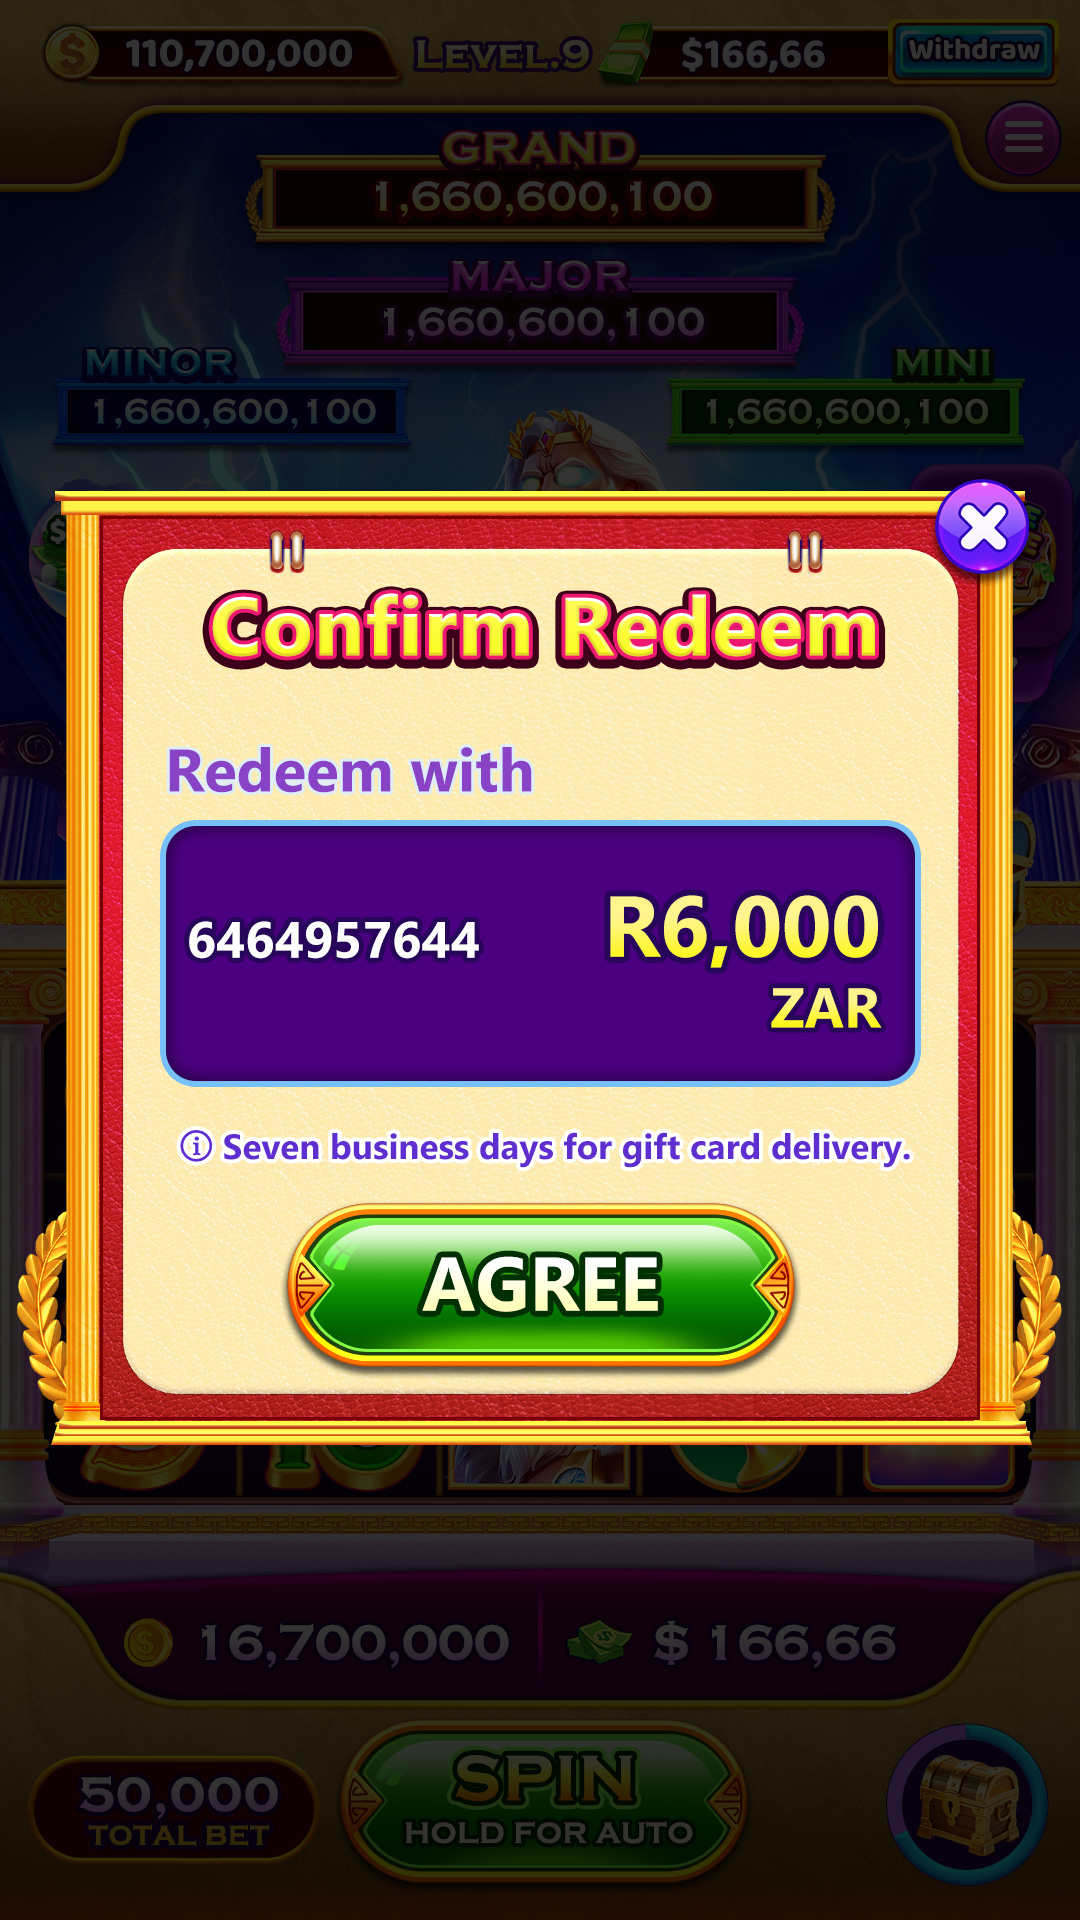 110,700,000 LEVEL.9 $166,66 Withdraw
GRAND
1,660,600,100
MAJOR
1,660,600,100
MINOR MINI
1,660,600,100 1,660,600,100
Confirm Redeem
Redeem with
6464957644 R6,000
ZAR
Seven business days for gift card delivery.
AGREE
16,700,000 $ 166,66
SPIN
50,000
TOTAL BET HOLD FOR AUTO